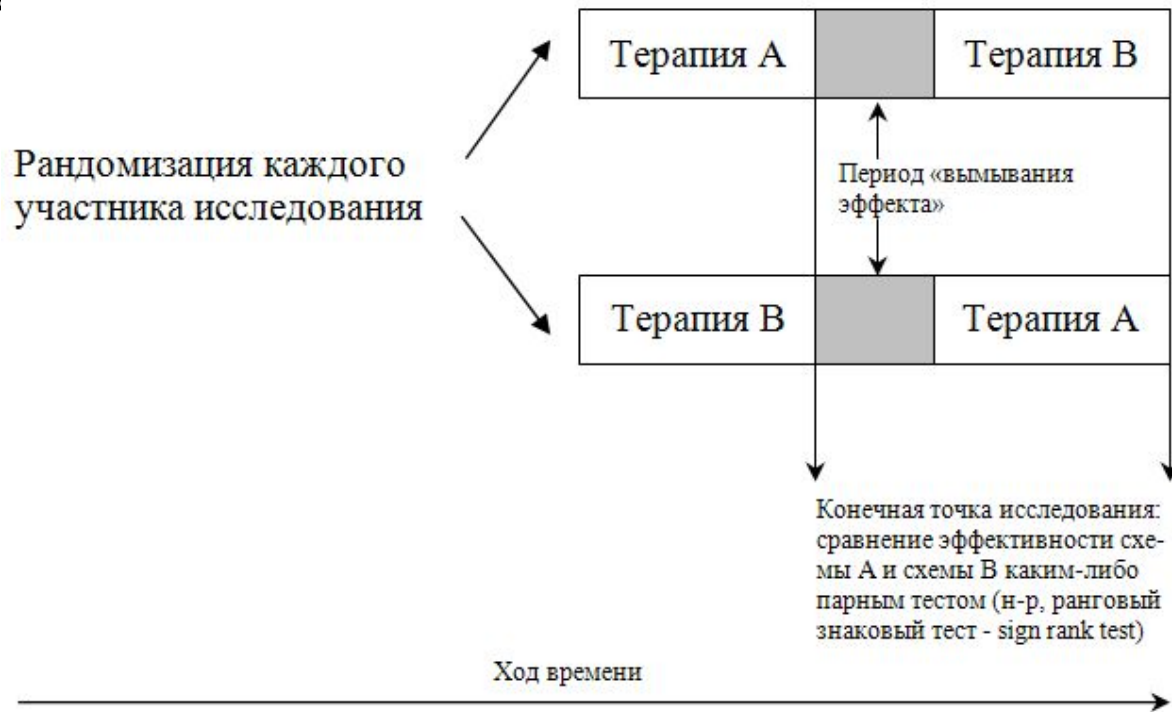 Терапия А
Терапия В
Рандомизация каждого
участника исследования
Период «вымывания
эффекта»
Терапия В
Терапия А
Конечная точка исследования:
сравнение эффективности схе-
мы А и схемы В каким-либо
парным тестом (н-р, ранговый
знаковый тест - sign rank test)
Ход времени